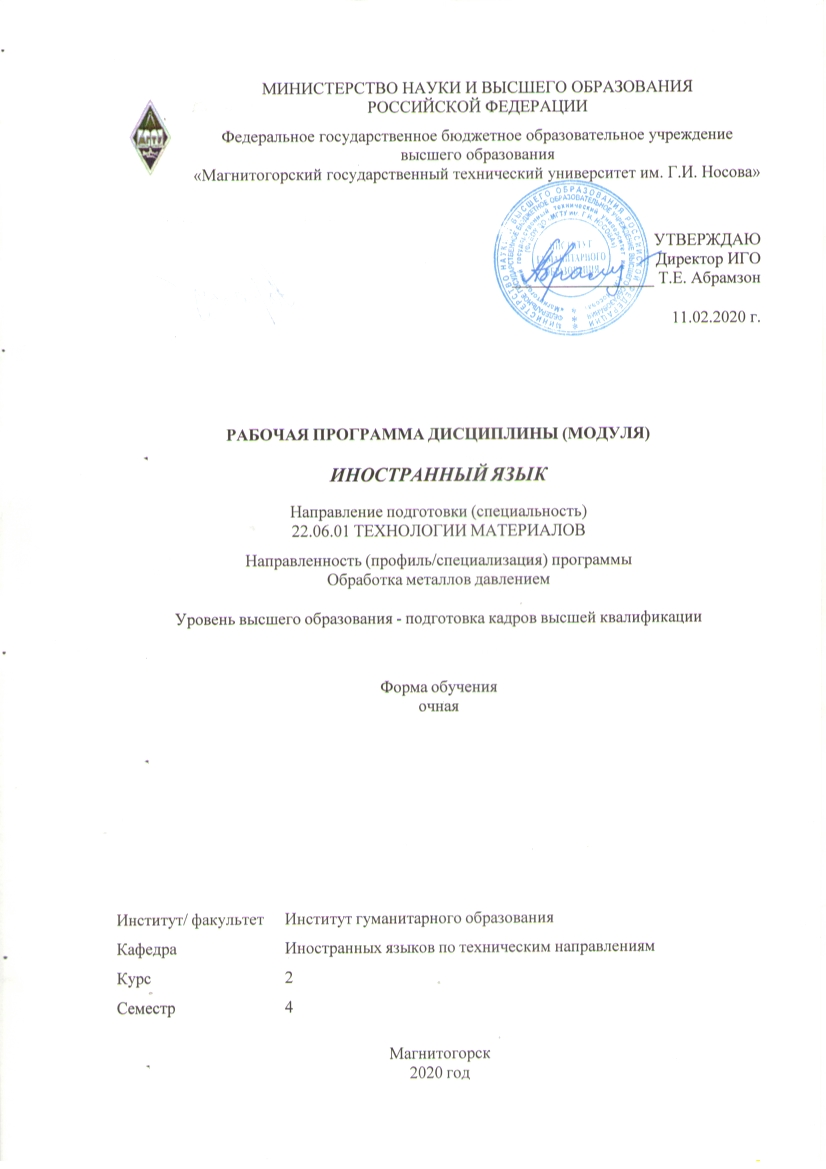 МИНИСТЕРСТВО НАУКИ И ВЫСШЕГО ОБРАЗОВАНИЯ
РОССИЙСКОЙ ФЕДЕРАЦИИ
Федеральное государственное бюджетное образовательное учреждение
высшего образования
«Магнитогорский государственный технический университет им. Г.И. Носова»
УТВЕРЖДАЮ
Директор ИГО
Т.Е. Абрамзон
11.02.2020 г.
РАБОЧАЯ ПРОГРАММА ДИСЦИПЛИНЫ (МОДУЛЯ)
ИНОСТРАННЫЙ ЯЗЫК
Направление подготовки (специальность)
22.06.01 ТЕХНОЛОГИИ МАТЕРИАЛОВ
Направленность (профиль/специализация) программы
Обработка металлов давлением
Уровень высшего образования - подготовка кадров высшей квалификации
Форма обучения
очная
Институт/ факультет Институт гуманитарного образования
Кафедра Иностранных языков по техническим направлениям
Курс 2
Семестр 4
Магнитогорск
2020 год